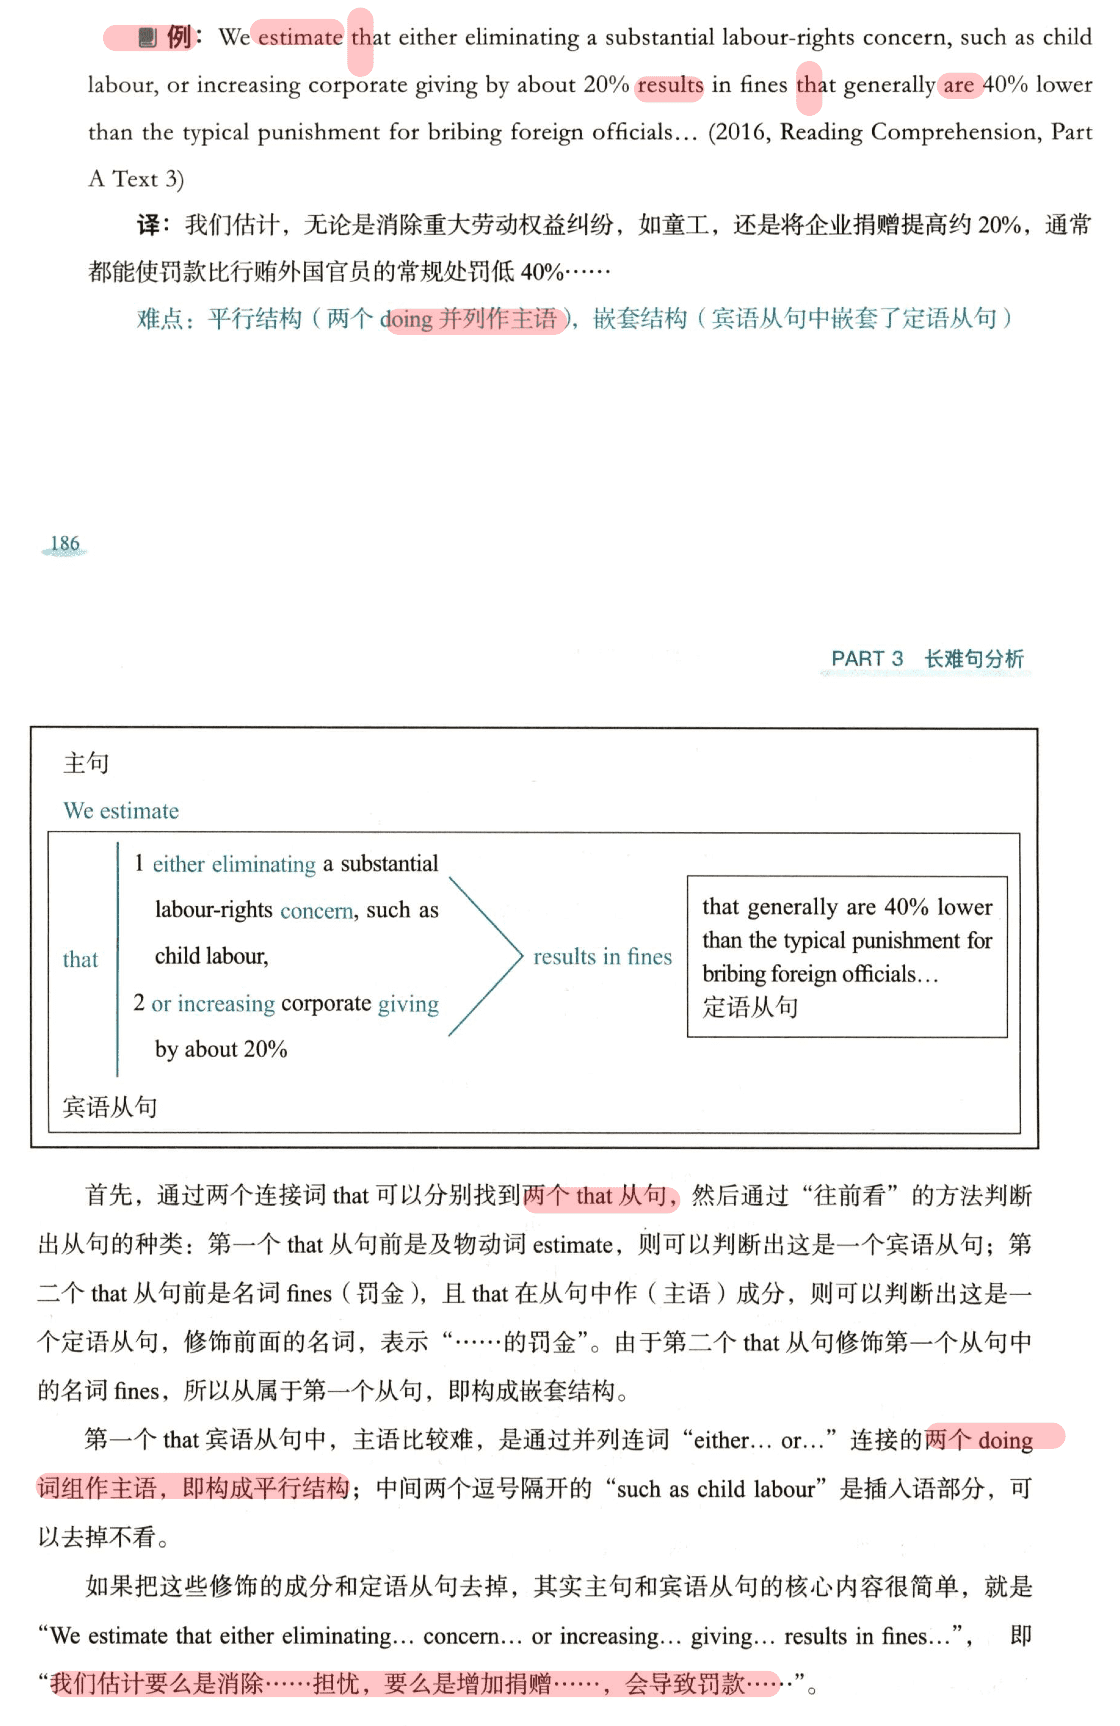 例：We estimate that either eliminating a substantial labour-rights concern, such as child
labour, or increasing corporate giving by about 20% results in fines that generally are 40% lower
than the typical punishment for bribing foreign officials… (2016, Reading Comprehension, Part
A Text 3)
译：我们估计，无论是消除重大劳动权益纠纷，如童工，还是将企业捐赠提高约 20%，通常
都能使罚款比行贿外国官员的常规处罚低 40%……
难点：平行结构（两个 doing 并列作主语），嵌套结构（宾语从句中嵌套了定语从句）
186
PART 3 长难句分析
主句
We estimate
that
1 either eliminating a substantial
labour-rights concern, such as
child labour,
2 or increasing corporate giving
by about 20%
results in fines
that generally are 40% lower
than the typical punishment for
bribing foreign officials…
定语从句
宾语从句
首先，通过两个连接词 that 可以分别找到两个 that 从句，然后通过“往前看”的方法判断
出从句的种类：第一个 that 从句前是及物动词 estimate，则可以判断出这是一个宾语从句；第
二个 that 从句前是名词 fines（罚金），且 that 在从句中作（主语）成分，则可以判断出这是一
个定语从句，修饰前面的名词，表示“……的罚金”。由于第二个 that 从句修饰第一个从句中
的名词 fines，所以从属于第一个从句，即构成嵌套结构。
第一个 that 宾语从句中，主语比较难，是通过并列连词“either… or…”连接的两个 doing
词组作主语，即构成平行结构；中间两个逗号隔开的“such as child labour”是插入语部分，可
以去掉不看。
如果把这些修饰的成分和定语从句去掉，其实主句和宾语从句的核心内容很简单，就是
“We estimate that either eliminating… concern… or increasing… giving… results in fines…”， 即
“我们估计要么是消除……担忧，要么是增加捐赠……，会导致罚款……”。